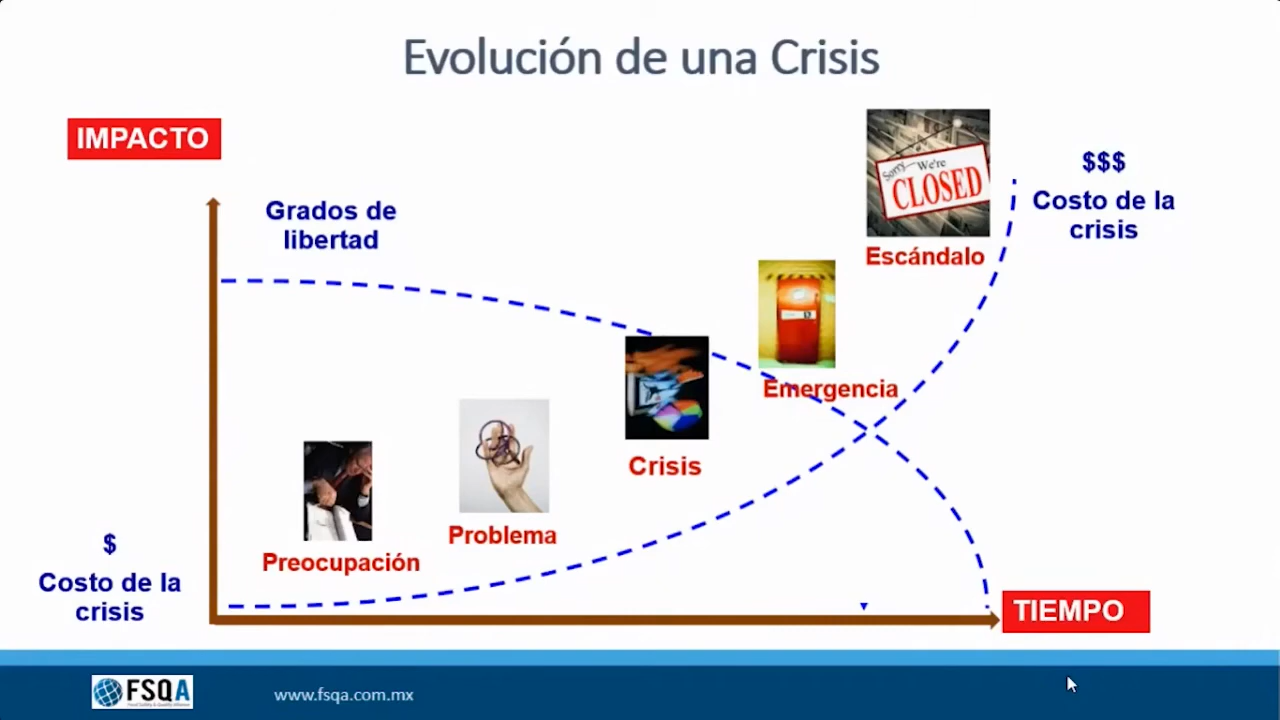 Evolución de una Crisis
IMPACTO
Grados de
libertad
Sorry We're
CLOSED
$$$
Costo de la
crisis
Escándalo
Emergencia
Crisis
Problema
Preocupación
$
Costo de la
crisis
TIEMPO
FSQA
www.fsqa.com.mx